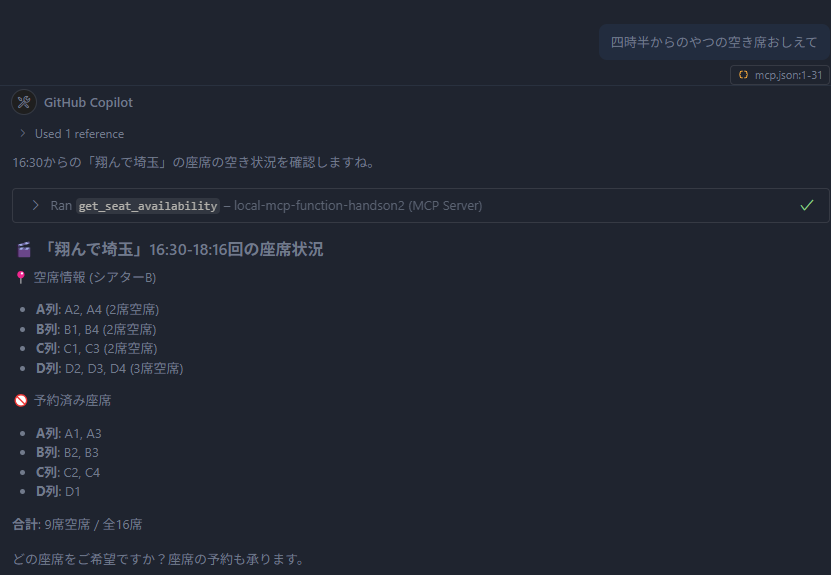 四時半からのやつの空き席おしえて
mcp.json:1-31
GitHub Copilot
Used 1 reference
16:30からの「翔んで埼玉」の座席の空き状況を確認しますね。
Ran get_seat_availability – local-mcp-function-handson2 (MCP Server)
「翔んで埼玉」16:30-18:16回の座席状況
空席情報 (シアターB)
A列: A2, A4 (2席空席)
B列: B1, B4 (2席空席)
C列: C1, C3 (2席空席)
D列: D2, D3, D4 (3席空席)
予約済み座席
A列: A1, A3
B列: B2, B3
C列: C2, C4
D列: D1
合計: 9席空席 / 全16席
どの座席をご希望ですか？座席の予約も承ります。